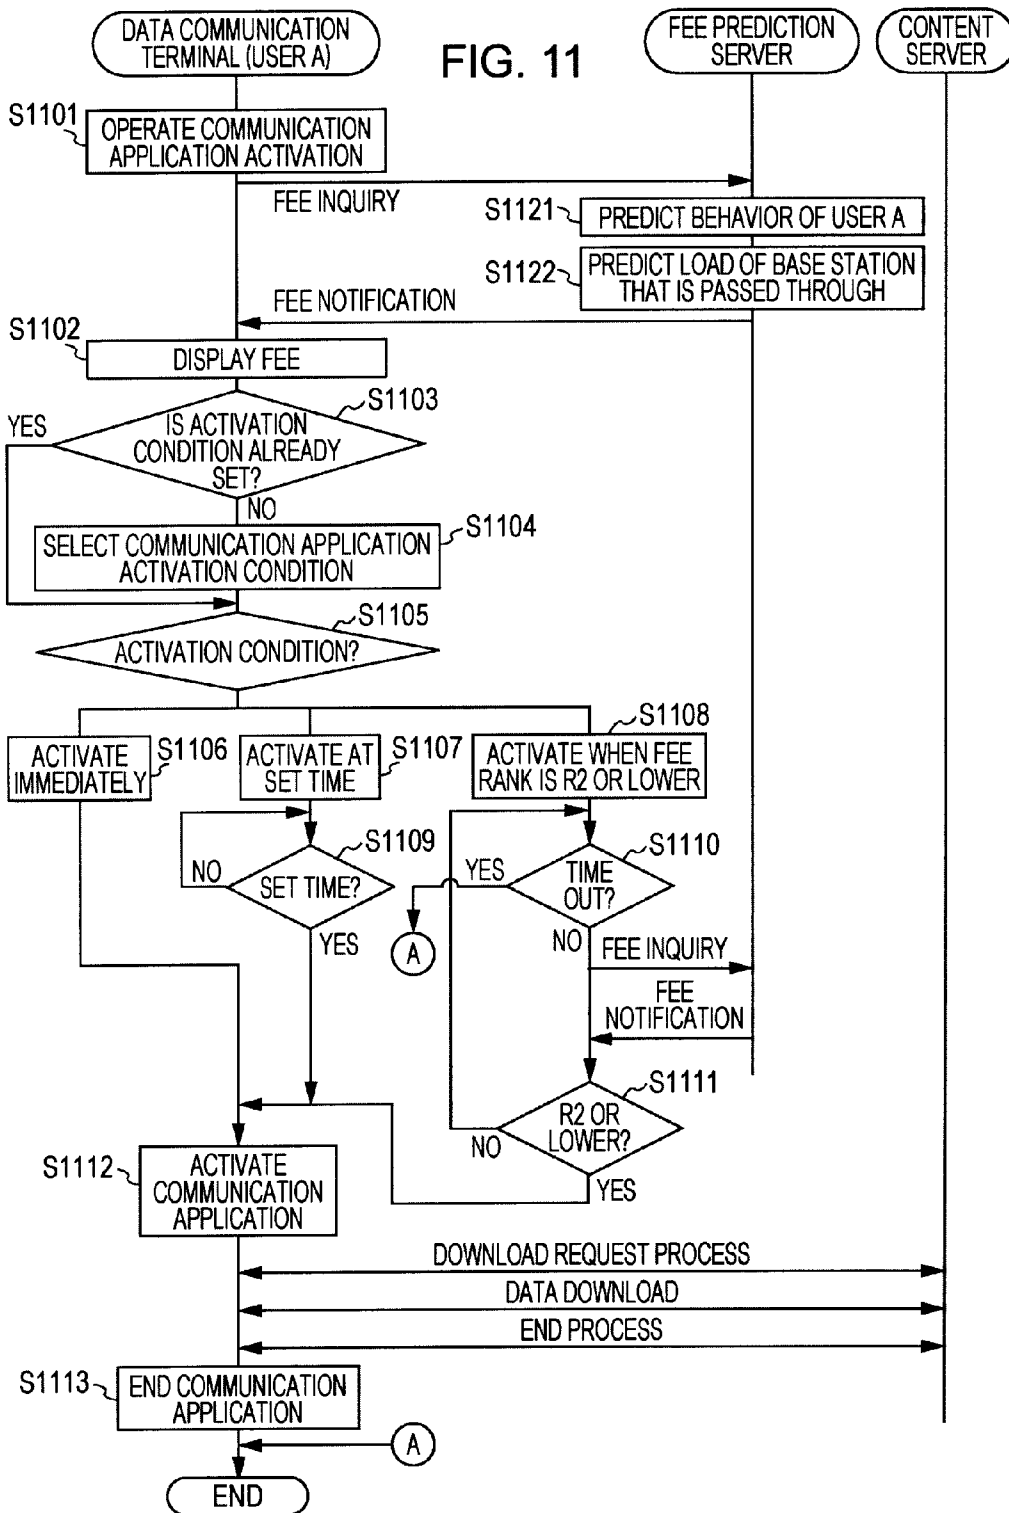 DATA COMMUNICATION
TERMINAL (USER A)
FIG. 11
FEE PREDICTION
SERVER
CONTENT
SERVER
S1101
OPERATE COMMUNICATION
APPLICATION ACTIVATION
FEE INQUIRY
S1121
PREDICT BEHAVIOR OF USER A
S1122
PREDICT LOAD OF BASE STATION
THAT IS PASSED THROUGH
FEE NOTIFICATION
S1102
DISPLAY FEE
S1103
YES
IS ACTIVATION
CONDITION ALREADY
SET?
NO
S1104
SELECT COMMUNICATION APPLICATION
ACTIVATION CONDITION
S1105
ACTIVATION CONDITION?
ACTIVATE
IMMEDIATELY
S1106
ACTIVATE AT
SET TIME
S1107
S1108
ACTIVATE WHEN FEE
RANK IS R2 OR LOWER
S1109
NO
SET TIME?
YES
S1110
YES
TIME
OUT?
A
NO
FEE INQUIRY
FEE
NOTIFICATION
S1111
R2 OR
LOWER?
NO
YES
S1112
ACTIVATE
COMMUNICATION
APPLICATION
DOWNLOAD REQUEST PROCESS
DATA DOWNLOAD
END PROCESS
S1113
END COMMUNICATION
APPLICATION
A
END